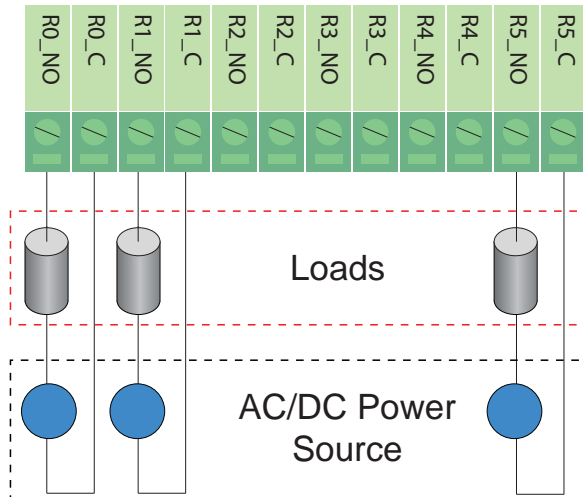 R0_NO
R0_C
R1_NO
R1_C
R2_NO
R2_C
R3_NO
R3_C
R4_NO
R4_C
R5_NO
R5_C
Loads
AC/DC Power
Source